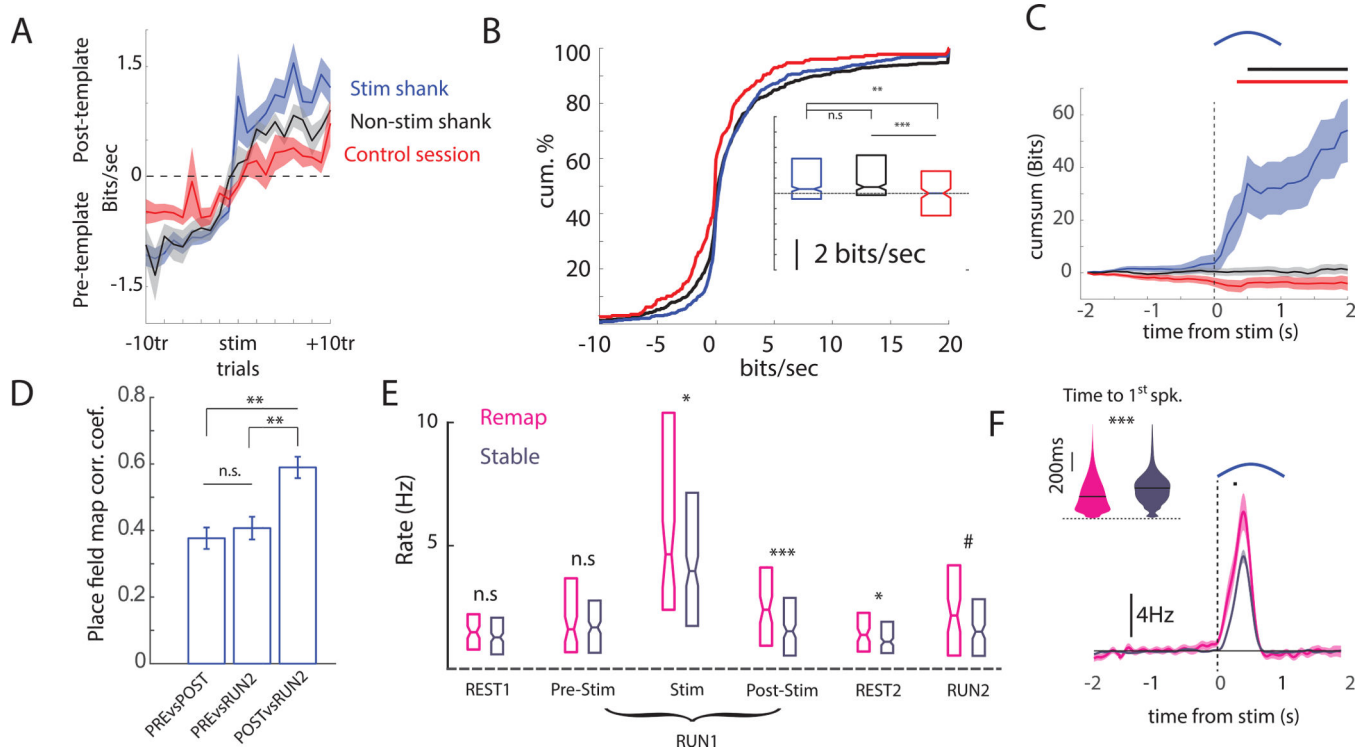 A
Post-template
Pre-template
Bits/sec
1.5
0
-1.5
-10tr
stim
+10tr
trials
Stim shank
Non-stim shank
Control session
B
cum. %
100
80
60
40
20
-10
-5
0
5
10
15
20
bits/sec
**
n.s
***
2 bits/sec
C
cumsum (Bits)
60
40
20
0
-2
-1
0
1
2
time from stim (s)
D
Place field map corr. coef.
0.8
0.6
0.4
0.2
0
**
**
n.s.
PREvsPOST
PREvsRUN2
POSTvsRUN2
E
Rate (Hz)
10
5
Remap
Stable
n.s
n.s
*
***
*
#
REST1
Pre-Stim
Stim
Post-Stim
REST2
RUN2
RUN1
F
Time to 1st spk.
***
200ms
4Hz
-2
-1
0
1
2
time from stim (s)